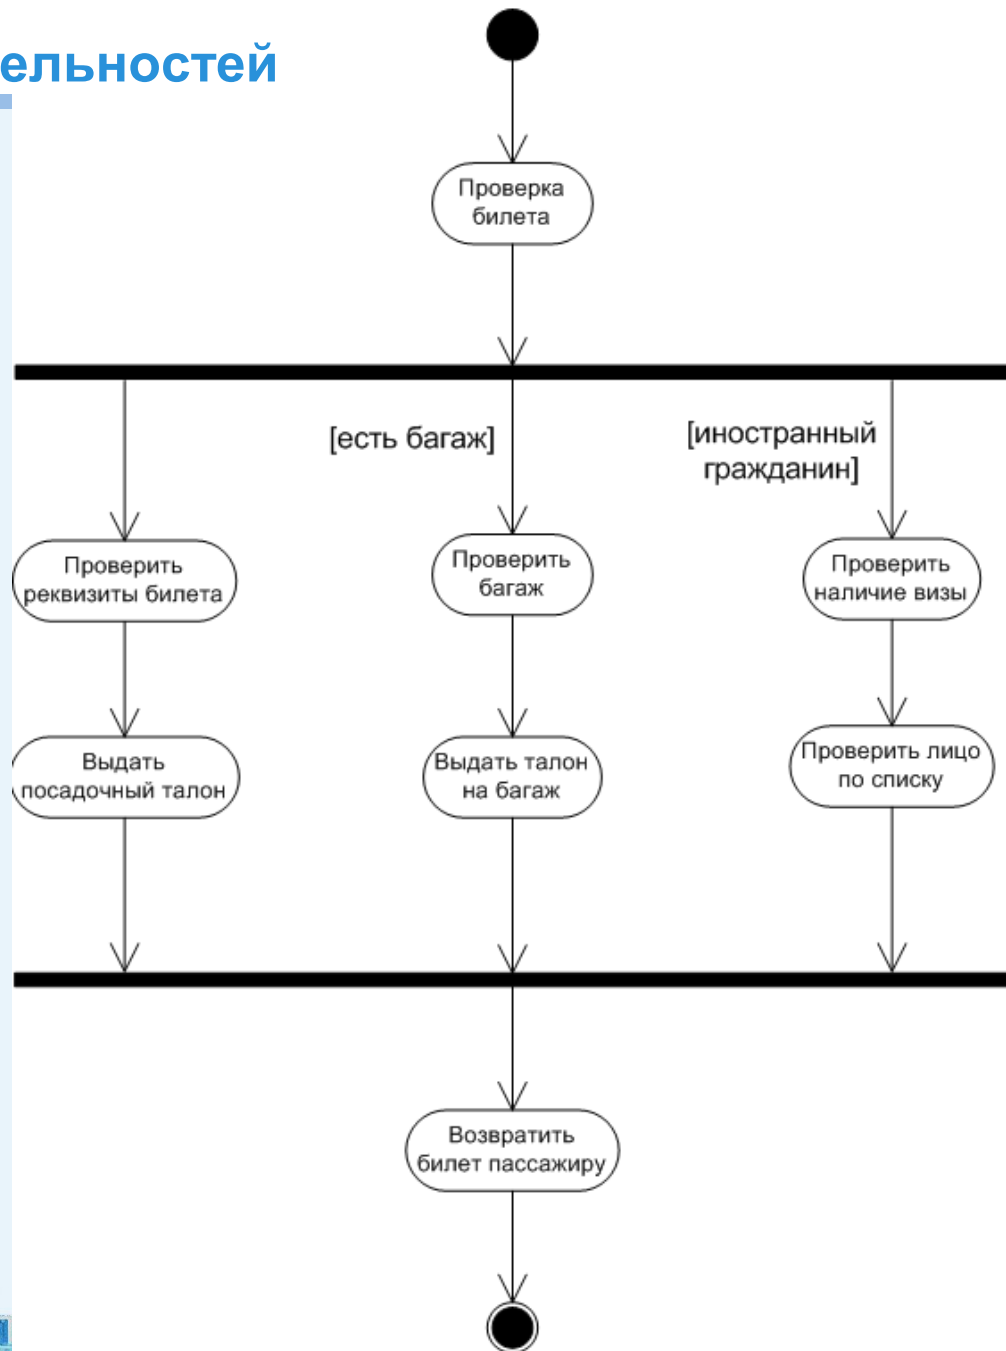 ельностей
Проверка
билета
[есть багаж]
[иностранный
гражданин]
Проверить
реквизиты билета
Проверить
багаж
Проверить
наличие визы
Выдать
посадочный талон
Выдать талон
на багаж
Проверить лицо
по списку
Возвратить
билет пассажиру